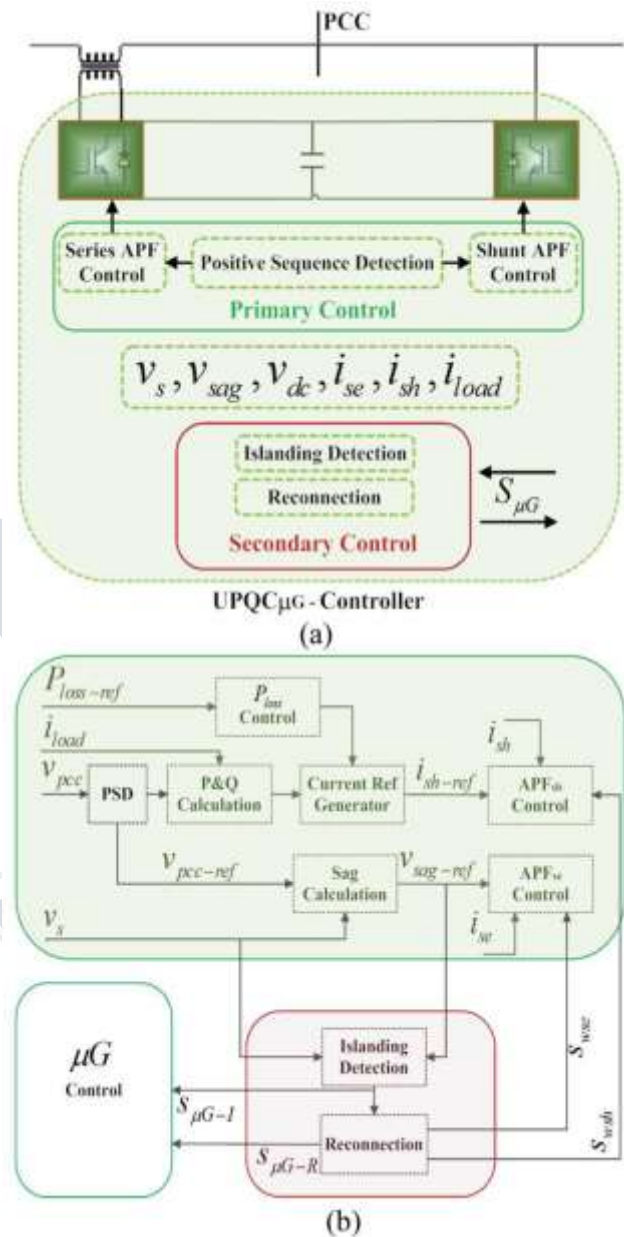 PCC
Series APF
Control
Positive Sequence Detection
Shunt APF
Control
Primary Control
v_s, v_sag, v_dc, i_se, i_sh, i_load
Islanding Detection
Reconnection
S_μG
Secondary Control
UPQCμG - Controller
(a)
P_loss-ref
P_loss
Control
i_load
i_sh
v_pcc
PSD
P&Q
Calculation
Current Ref
Generator
i_sh-ref
APF_sh
Control
v_pcc-ref
Sag
Calculation
v_sag-ref
APF_se
Control
v_s
i_se
μG
Control
Islanding
Detection
s_μG-I
Reconnection
s_μG-R
s_wse
s_wsh
(b)